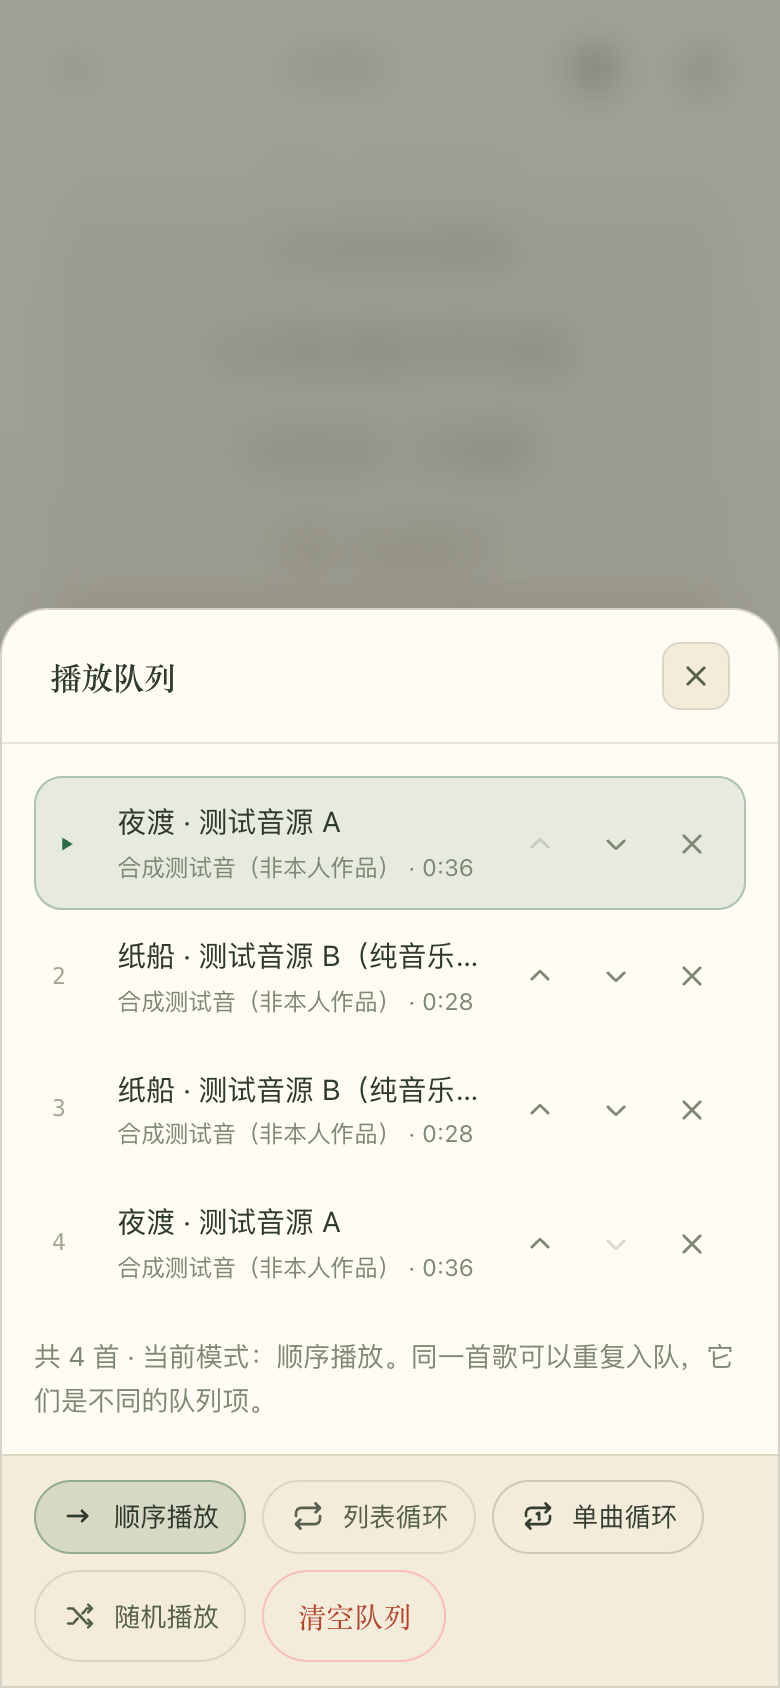 播放队列
夜渡 · 测试音源 A
合成测试音（非本人作品） · 0:36
2
纸船 · 测试音源 B（纯音乐...
合成测试音（非本人作品） · 0:28
3
纸船 · 测试音源 B（纯音乐...
合成测试音（非本人作品） · 0:28
4
夜渡 · 测试音源 A
合成测试音（非本人作品） · 0:36
共 4 首 · 当前模式：顺序播放。同一首歌可以重复入队，它
们是不同的队列项。
顺序播放 列表循环 单曲循环
随机播放 清空队列